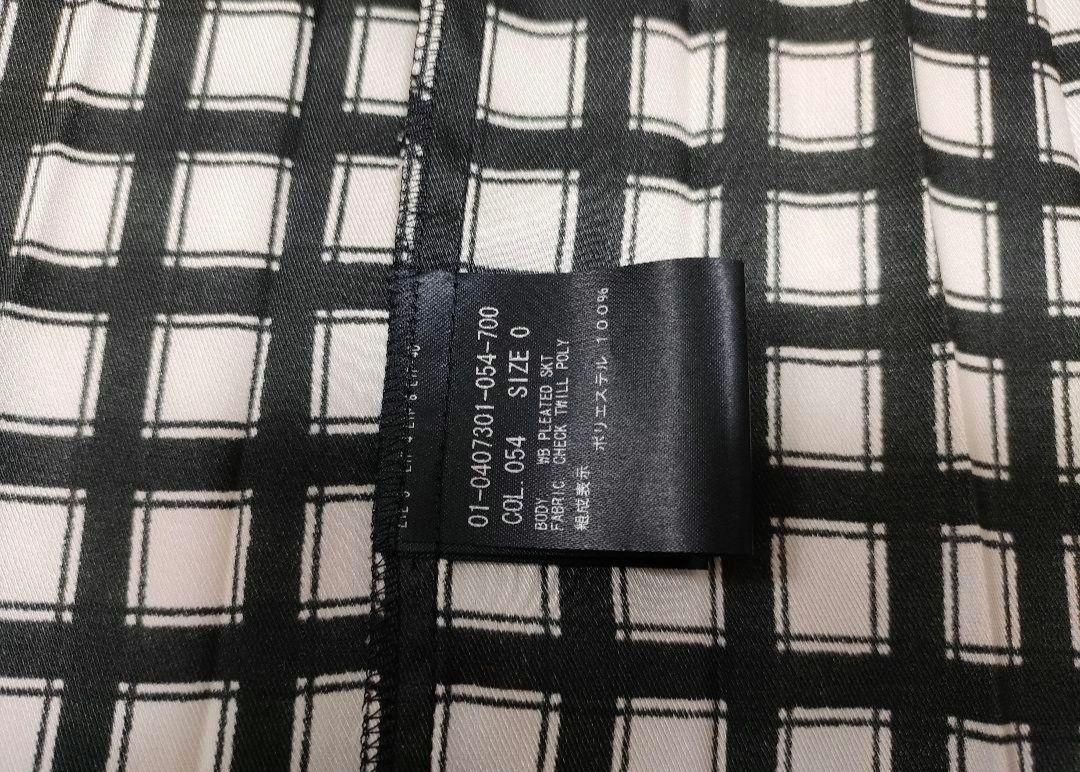 01-0407301-054-700
COL. 054 SIZE 0
BODY WB PLEATED SKT
FABRIC CHECK TWILL POLY
組成表示 ポリエステル 100%